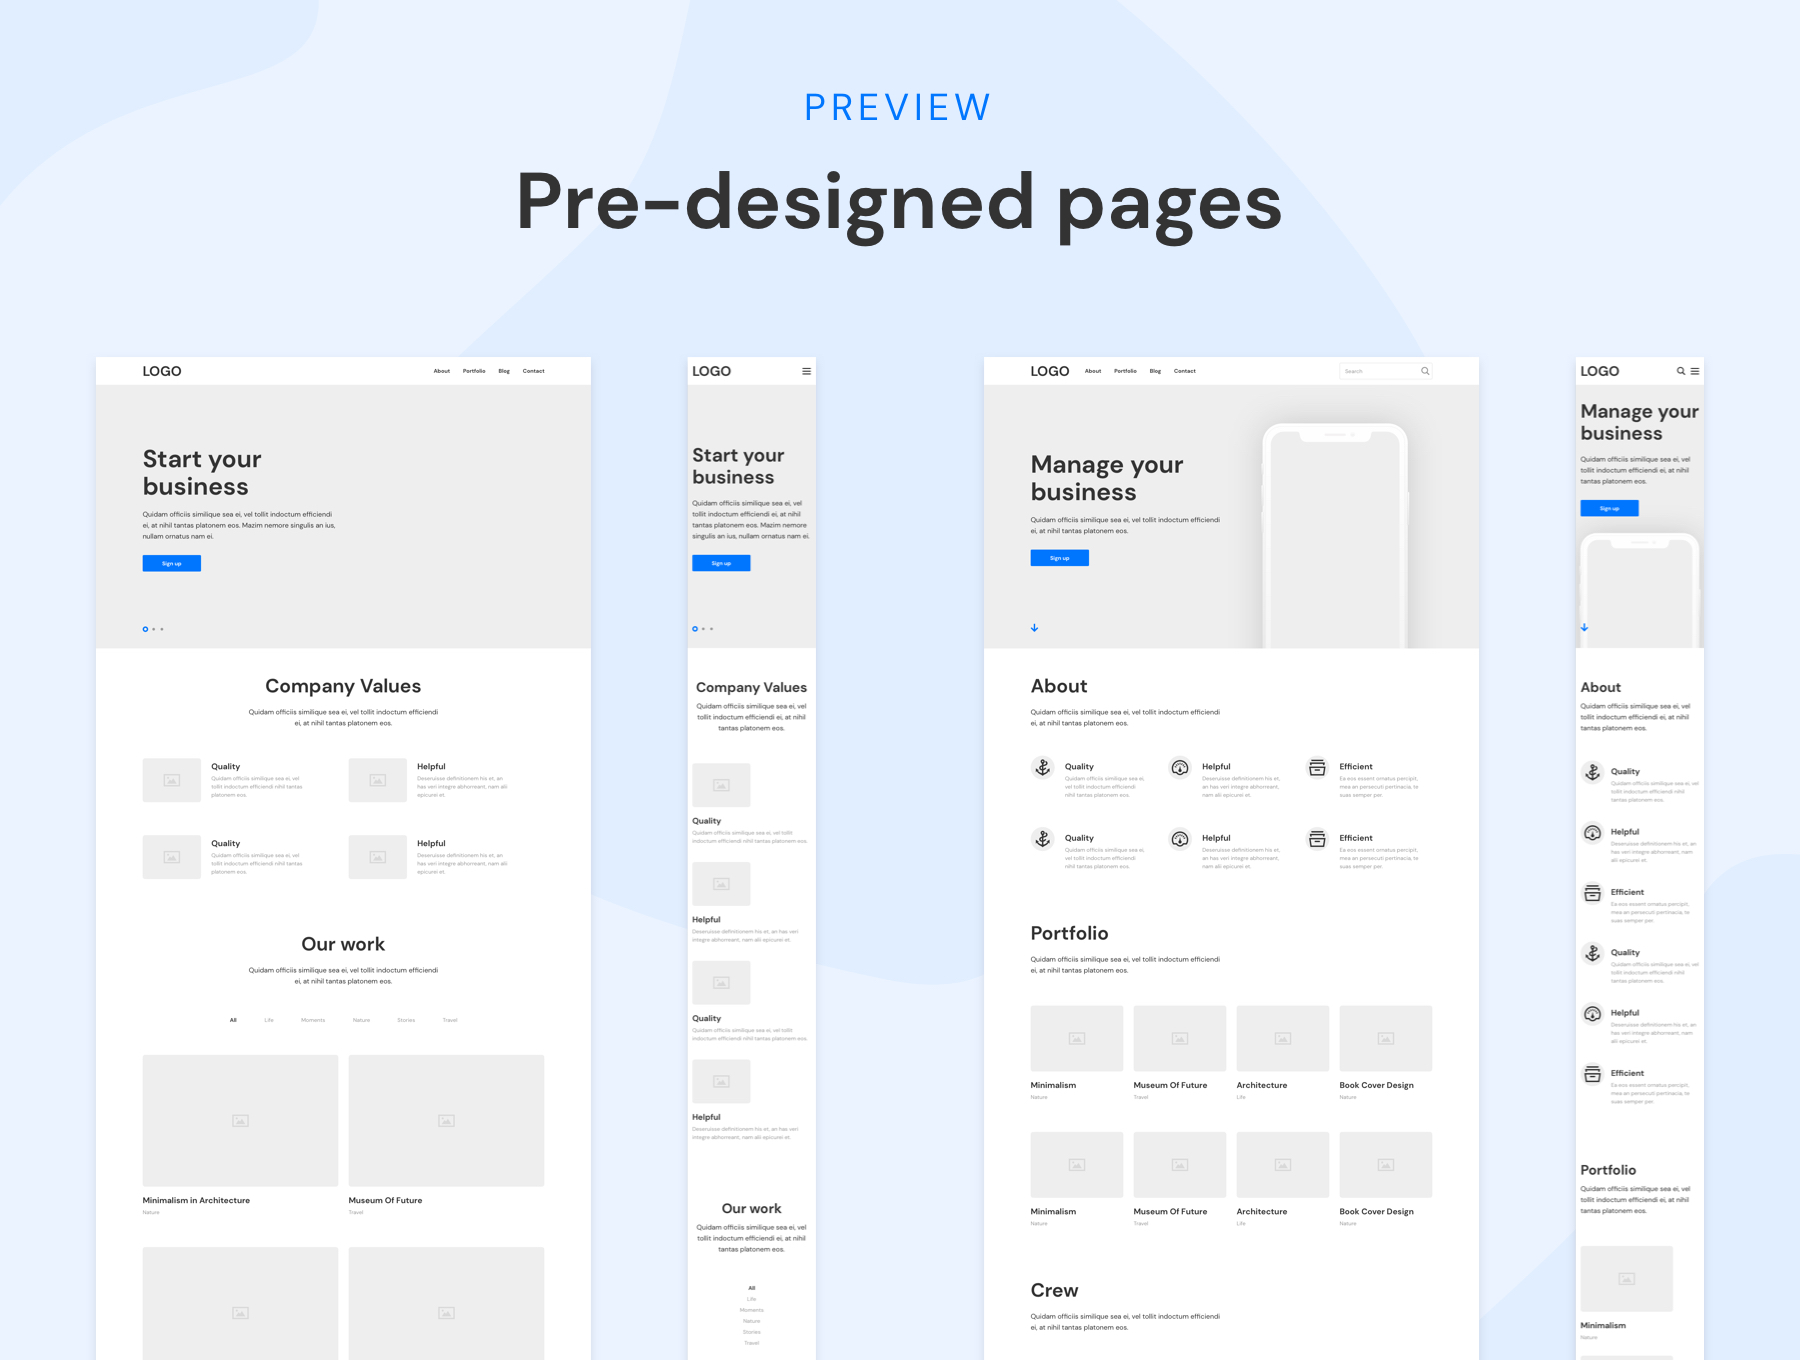 PREVIEW
Pre-designed pages
LOGO
About Portfolio Blog Contact
Start your
business
Quidam officiis similique sea ei, vel tollit indoctum efficiendi
ei, at nihil tantas platonem eos. Mazim nemore singulis an ius,
nullam ornatus nam ei.
Sign up
Company Values
Quidam officiis similique sea ei, vel tollit indoctum efficiendi
ei, at nihil tantas platonem eos.
Quality
Quidam officiis similique sea ei, vel
tollit indoctum efficiendi nihil tantas
platonem eos.
Helpful
Deseruisse definitionem his et, an
has veri integre abhorreant, nam alii
epicurei et.
Quality
Quidam officiis similique sea ei, vel
tollit indoctum efficiendi nihil tantas
platonem eos.
Helpful
Deseruisse definitionem his et, an
has veri integre abhorreant, nam alii
epicurei et.
Our work
Quidam officiis similique sea ei, vel tollit indoctum efficiendi
ei, at nihil tantas platonem eos.
All Life Moments Nature Stories Travel
Minimalism in Architecture
Nature
Museum Of Future
Travel
LOGO
Start your
business
Quidam officiis similique sea ei, vel
tollit indoctum efficiendi ei, at nihil
tantas platonem eos. Mazim nemore
singulis an ius, nullam ornatus nam ei.
Sign up
Company Values
Quidam officiis similique sea ei, vel
tollit indoctum efficiendi ei, at nihil
tantas platonem eos.
Quality
Quidam officiis similique sea ei, vel tollit
indoctum efficiendi nihil tantas platonem eos.
Helpful
Deseruisse definitionem his et, an has veri
integre abhorreant, nam alii epicurei et.
Quality
Quidam officiis similique sea ei, vel tollit
indoctum efficiendi nihil tantas platonem eos.
Helpful
Deseruisse definitionem his et, an has veri
integre abhorreant, nam alii epicurei et.
Our work
Quidam officiis similique sea ei, vel
tollit indoctum efficiendi ei, at nihil
tantas platonem eos.
All
Life
Moments
Nature
Stories
Travel
LOGO
About Portfolio Blog Contact
Search
Manage your
business
Quidam officiis similique sea ei, vel tollit indoctum efficiendi
ei, at nihil tantas platonem eos.
Sign up
About
Quidam officiis similique sea ei, vel tollit indoctum efficiendi
ei, at nihil tantas platonem eos.
Quality
Quidam officiis similique sea ei,
vel tollit indoctum efficiendi
nihil tantas platonem eos.
Helpful
Deseruisse definitionem his et,
an has veri integre abhorreant,
nam alii epicurei et.
Efficient
Ea eos essent ornatus percipit,
mea an persecuti pertinacia, te
suas semper per.
Quality
Quidam officiis similique sea ei,
vel tollit indoctum efficiendi
nihil tantas platonem eos.
Helpful
Deseruisse definitionem his et,
an has veri integre abhorreant,
nam alii epicurei et.
Efficient
Ea eos essent ornatus percipit,
mea an persecuti pertinacia, te
suas semper per.
Portfolio
Quidam officiis similique sea ei, vel tollit indoctum efficiendi
ei, at nihil tantas platonem eos.
Minimalism
Nature
Museum Of Future
Travel
Architecture
Life
Book Cover Design
Nature
Minimalism
Nature
Museum Of Future
Travel
Architecture
Life
Book Cover Design
Nature
Crew
Quidam officiis similique sea ei, vel tollit indoctum efficiendi
ei, at nihil tantas platonem eos.
LOGO
Manage your
business
Quidam officiis similique sea ei, vel
tollit indoctum efficiendi ei, at nihil
tantas platonem eos.
Sign up
About
Quidam officiis similique sea ei, vel
tollit indoctum efficiendi ei, at nihil
tantas platonem eos.
Quality
Quidam officiis similique sea ei, vel
tollit indoctum efficiendi nihil
tantas platonem eos.
Helpful
Deseruisse definitionem his et, an
has veri integre abhorreant, nam
alii epicurei et.
Efficient
Ea eos essent ornatus percipit,
mea an persecuti pertinacia, te
suas semper per.
Quality
Quidam officiis similique sea ei, vel
tollit indoctum efficiendi nihil
tantas platonem eos.
Helpful
Deseruisse definitionem his et, an
has veri integre abhorreant, nam
alii epicurei et.
Efficient
Ea eos essent ornatus percipit,
mea an persecuti pertinacia, te
suas semper per.
Portfolio
Quidam officiis similique sea ei, vel
tollit indoctum efficiendi ei, at nihil
tantas platonem eos.
Minimalism
Nature